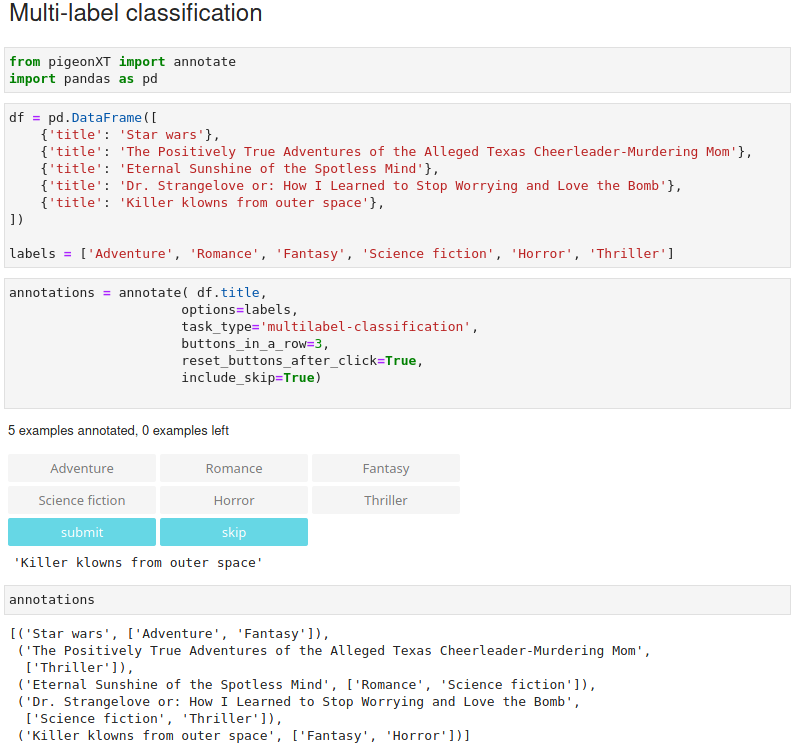 Multi-label classification
from pigeonXT import annotate
import pandas as pd
df = pd.DataFrame([
    {'title': 'Star wars'},
    {'title': 'The Positively True Adventures of the Alleged Texas Cheerleader-Murdering Mom'},
    {'title': 'Eternal Sunshine of the Spotless Mind'},
    {'title': 'Dr. Strangelove or: How I Learned to Stop Worrying and Love the Bomb'},
    {'title': 'Killer klowns from outer space'},
])
labels = ['Adventure', 'Romance', 'Fantasy', 'Science fiction', 'Horror', 'Thriller']
annotations = annotate( df.title,
                      options=labels,
                      task_type='multilabel-classification',
                      buttons_in_a_row=3,
                      reset_buttons_after_click=True,
                      include_skip=True)
5 examples annotated, 0 examples left
Adventure Romance Fantasy
Science fiction Horror Thriller
submit skip
'Killer klowns from outer space'
annotations
[('Star wars', ['Adventure', 'Fantasy']),
 ('The Positively True Adventures of the Alleged Texas Cheerleader-Murdering Mom',
  ['Thriller']),
 ('Eternal Sunshine of the Spotless Mind', ['Romance', 'Science fiction']),
 ('Dr. Strangelove or: How I Learned to Stop Worrying and Love the Bomb',
  ['Science fiction', 'Thriller']),
 ('Killer klowns from outer space', ['Fantasy', 'Horror'])]